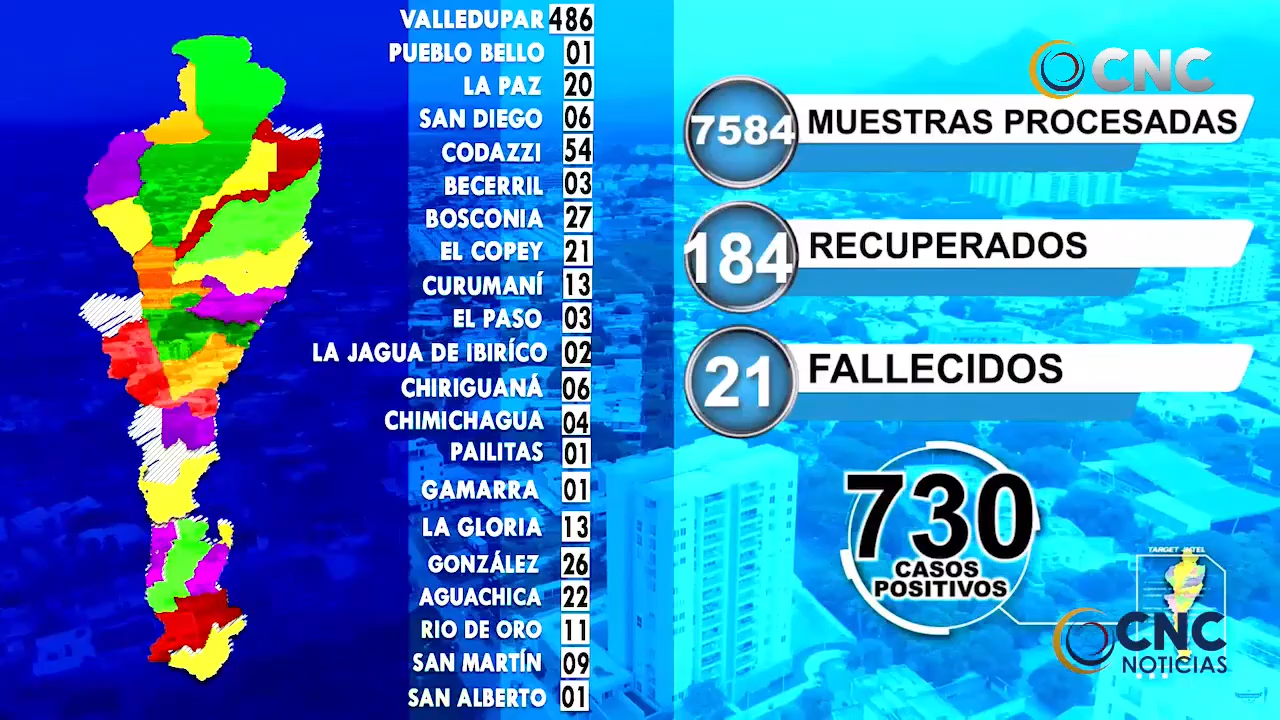 VALLEDUPAR 486
PUEBLO BELLO 01
LA PAZ 20
SAN DIEGO 06
CODAZZI 54
BECERRIL 03
BOSCONIA 27
EL COPEY 21
CURUMANÍ 13
EL PASO 03
LA JAGUA DE IBIRÍCO 02
CHIRIGUANÁ 06
CHIMICHAGUA 04
PAILITAS 01
GAMARRA 01
LA GLORIA 13
GONZÁLEZ 26
AGUACHICA 22
RIO DE ORO 11
SAN MARTÍN 09
SAN ALBERTO 01
CNC
7584 MUESTRAS PROCESADAS
184 RECUPERADOS
21 FALLECIDOS
730
CASOS
POSITIVOS
TARGET INTEL
CNC
NOTICIAS